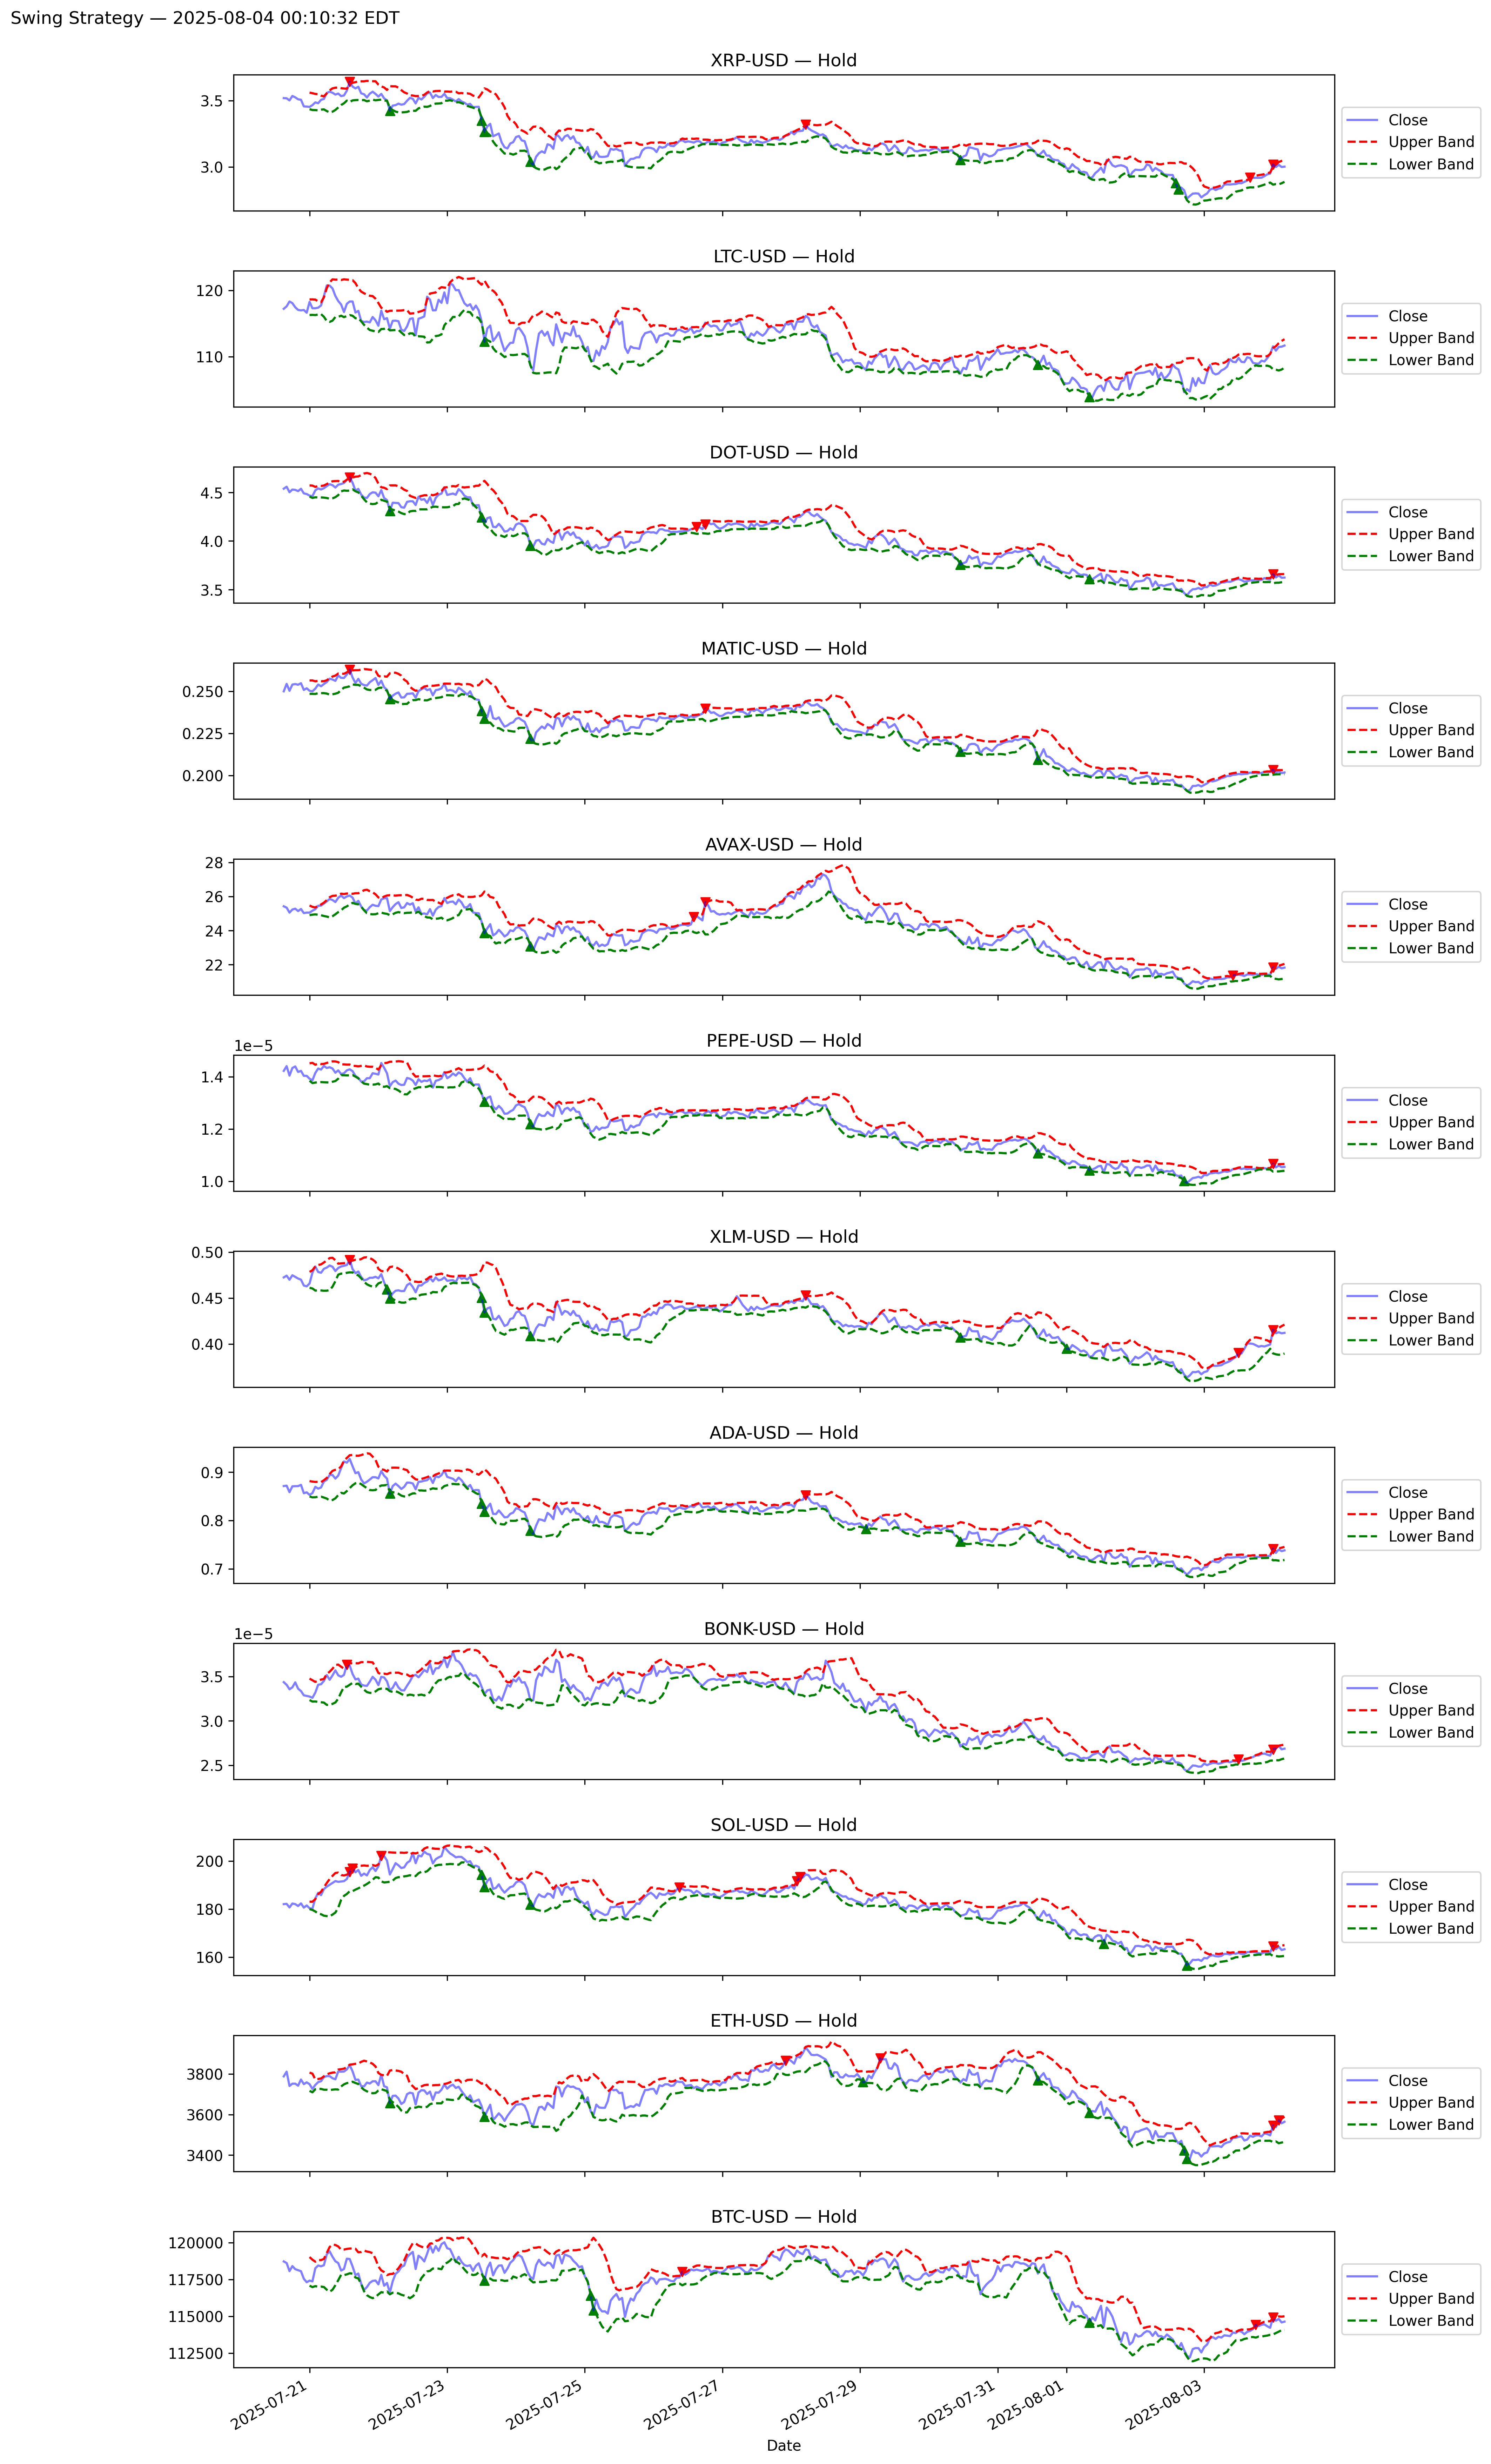 Swing Strategy — 2025-08-04 00:10:32 EDT
XRP-USD — Hold
3.5
3.0
Close
Upper Band
Lower Band
LTC-USD — Hold
120
110
Close
Upper Band
Lower Band
DOT-USD — Hold
4.5
4.0
3.5
Close
Upper Band
Lower Band
MATIC-USD — Hold
0.250
0.225
0.200
Close
Upper Band
Lower Band
AVAX-USD — Hold
28
26
24
22
Close
Upper Band
Lower Band
PEPE-USD — Hold
1e−5
1.4
1.2
1.0
Close
Upper Band
Lower Band
XLM-USD — Hold
0.50
0.45
0.40
Close
Upper Band
Lower Band
ADA-USD — Hold
0.9
0.8
0.7
Close
Upper Band
Lower Band
BONK-USD — Hold
1e−5
3.5
3.0
2.5
Close
Upper Band
Lower Band
SOL-USD — Hold
200
180
160
Close
Upper Band
Lower Band
ETH-USD — Hold
3800
3600
3400
Close
Upper Band
Lower Band
BTC-USD — Hold
120000
117500
115000
112500
Close
Upper Band
Lower Band
2025-07-21
2025-07-23
2025-07-25
2025-07-27
2025-07-29
2025-07-31
2025-08-01
2025-08-03
Date